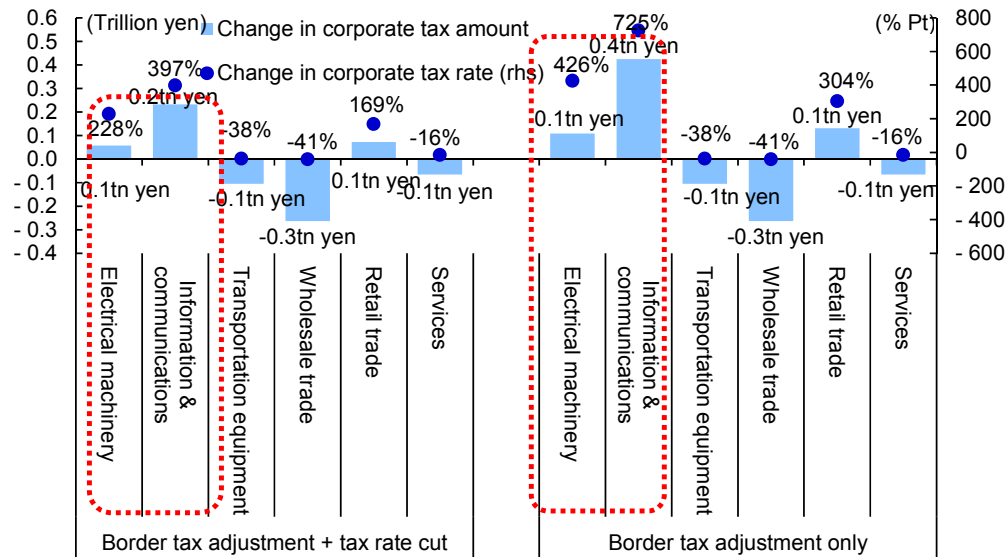 (Trillion yen)
(% Pt)
Change in corporate tax amount
Change in corporate tax rate (rhs)
0.6
0.5
0.4
0.3
0.2
0.1
0.0
- 0.1
- 0.2
- 0.3
- 0.4
800
600
400
200
0
- 200
- 400
- 600
228%
0.1tn yen
397%
0.2tn yen
-38%
-0.1tn yen
-41%
-0.3tn yen
169%
0.1tn yen
-16%
-0.1tn yen
426%
0.1tn yen
725%
0.4tn yen
-38%
-0.1tn yen
-41%
-0.3tn yen
304%
0.1tn yen
-16%
-0.1tn yen
Electrical machinery
Information &
communications
Transportation equipment
Wholesale trade
Retail trade
Services
Electrical machinery
Information &
communications
Transportation equipment
Wholesale trade
Retail trade
Services
Border tax adjustment + tax rate cut
Border tax adjustment only